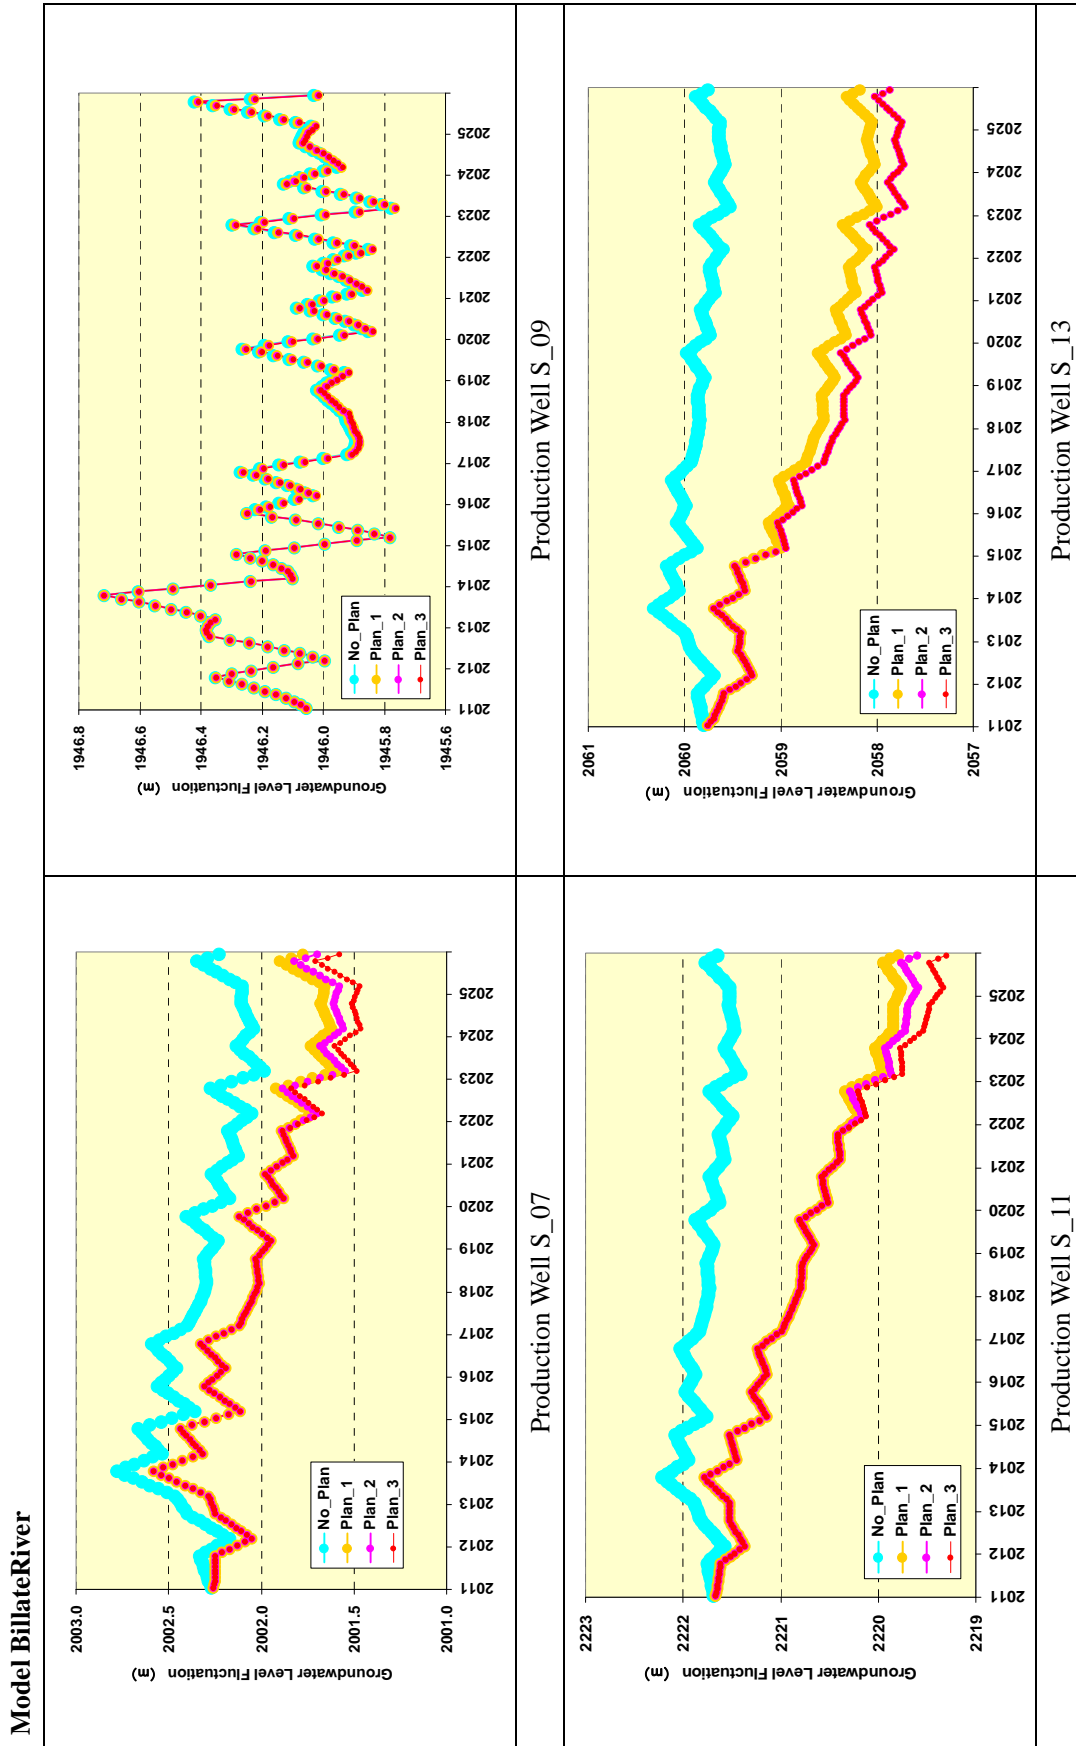 Model BillateRiver
Groundwater Level Fluctuation (m)
2003.0
2002.5
2002.0
2001.5
2001.0
2011 2012 2013 2014 2015 2016 2017 2018 2019 2020 2021 2022 2023 2024 2025
No_Plan
Plan_1
Plan_2
Plan_3
Production Well S_07
Groundwater Level Fluctuation (m)
1946.8
1946.6
1946.4
1946.2
1946.0
1945.8
1945.6
2011 2012 2013 2014 2015 2016 2017 2018 2019 2020 2021 2022 2023 2024 2025
No_Plan
Plan_1
Plan_2
Plan_3
Production Well S_09
Groundwater Level Fluctuation (m)
2223
2222
2221
2220
2219
2011 2012 2013 2014 2015 2016 2017 2018 2019 2020 2021 2022 2023 2024 2025
No_Plan
Plan_1
Plan_2
Plan_3
Production Well S_11
Groundwater Level Fluctuation (m)
2061
2060
2059
2058
2057
2011 2012 2013 2014 2015 2016 2017 2018 2019 2020 2021 2022 2023 2024 2025
No_Plan
Plan_1
Plan_2
Plan_3
Production Well S_13